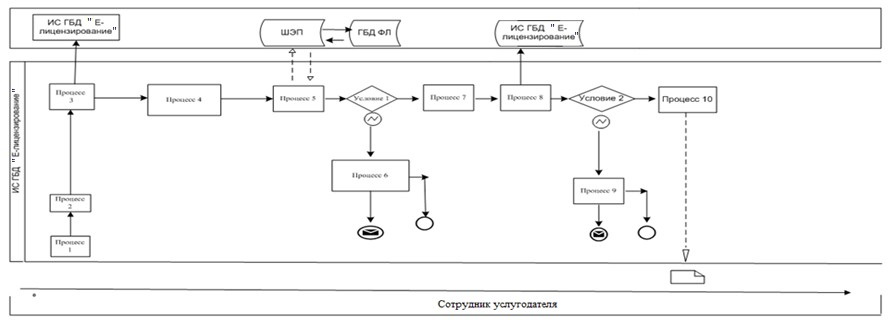 ИС ГБД " Е-
лицензирование"
ШЭП
ГБД ФЛ
ИС ГБД " Е-
лицензирование"
ИС ГБД " Е-лицензирование"
Процесс
3
Процесс 4
Процесс 5
Условие 1
Процесс 7
Процесс 8
Условие 2
Процесс 10
Процесс 6
Процесс 9
Процесс
2
Процесс
1
Сотрудник услугодателя